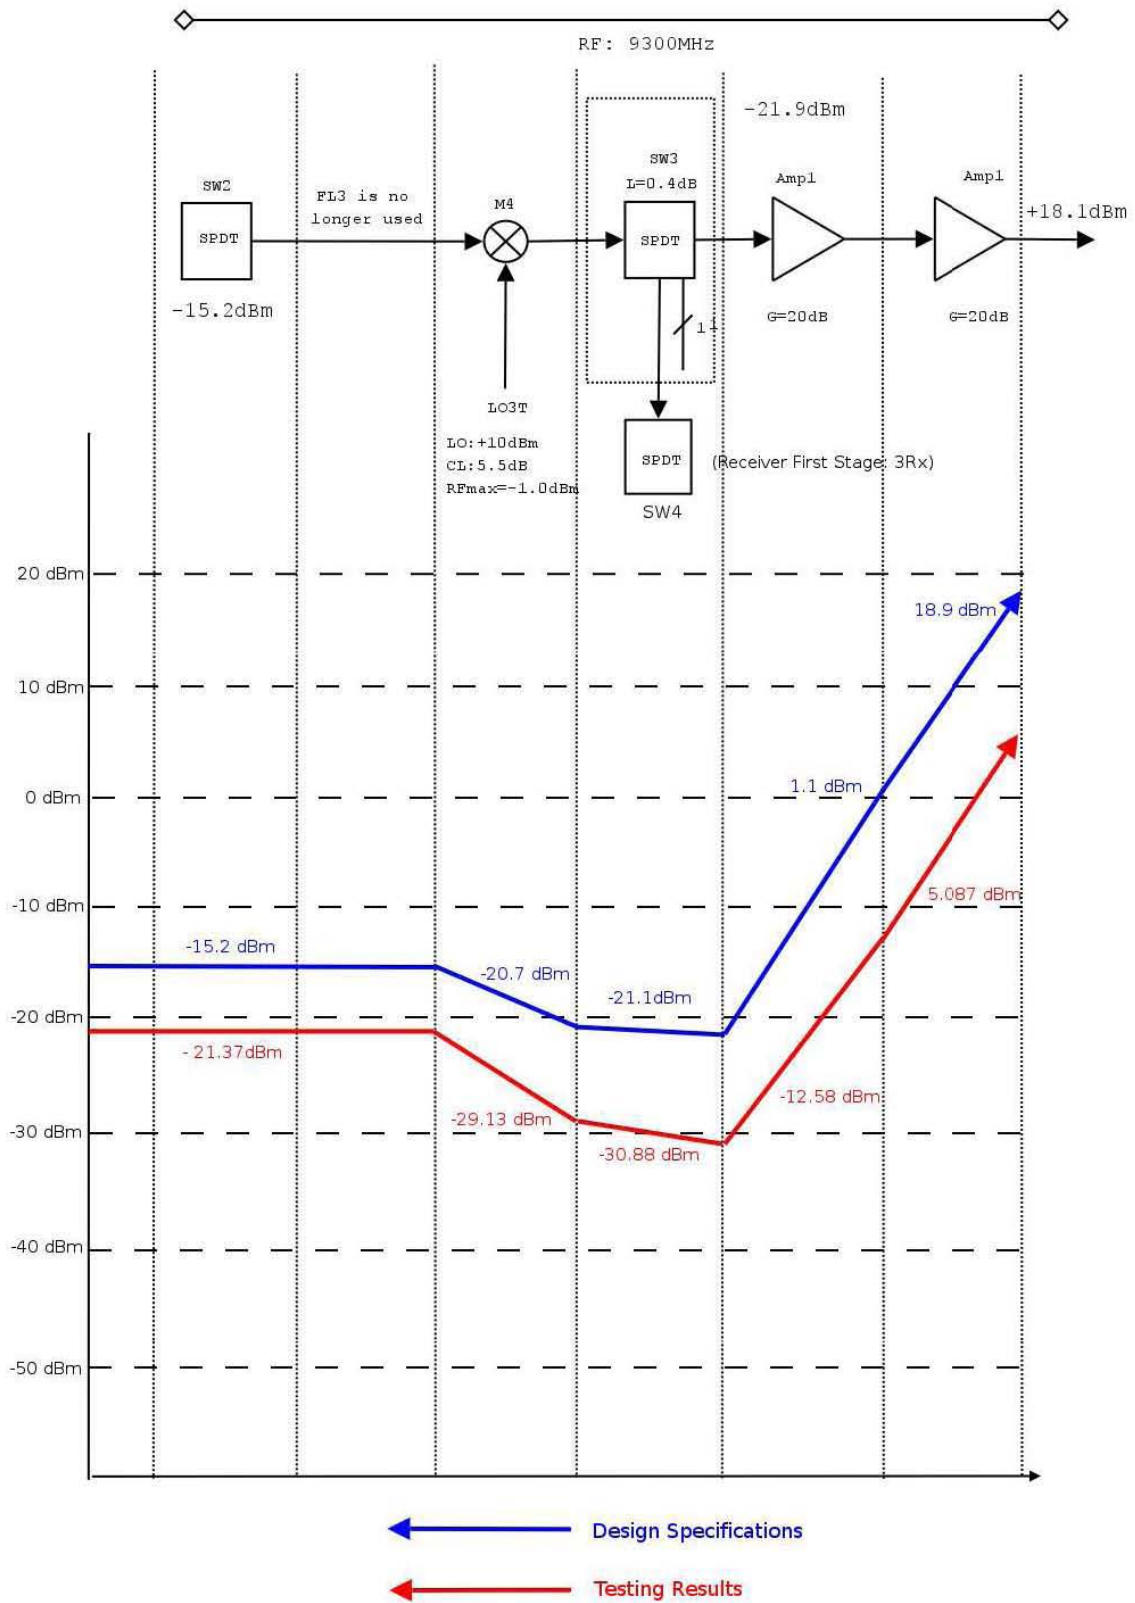 RF: 9300MHz
-21.9dBm
SW3
L=0.4dB
SW2
FL3 is no
longer used
M4
Amp1
Amp1
+18.1dBm
SPDT
SPDT
-15.2dBm
G=20dB
G=20dB
LO3T
LO:+10dBm
CL:5.5dB
RFmax=-1.0dBm
SPDT
(Receiver First Stage: 3Rx)
SW4
20 dBm
18.9 dBm
10 dBm
1.1 dBm
0 dBm
5.087 dBm
-10 dBm
-15.2 dBm
-20.7 dBm
-21.1dBm
-20 dBm
- 21.37dBm
-12.58 dBm
-29.13 dBm
-30 dBm
-30.88 dBm
-40 dBm
-50 dBm
Design Specifications
Testing Results